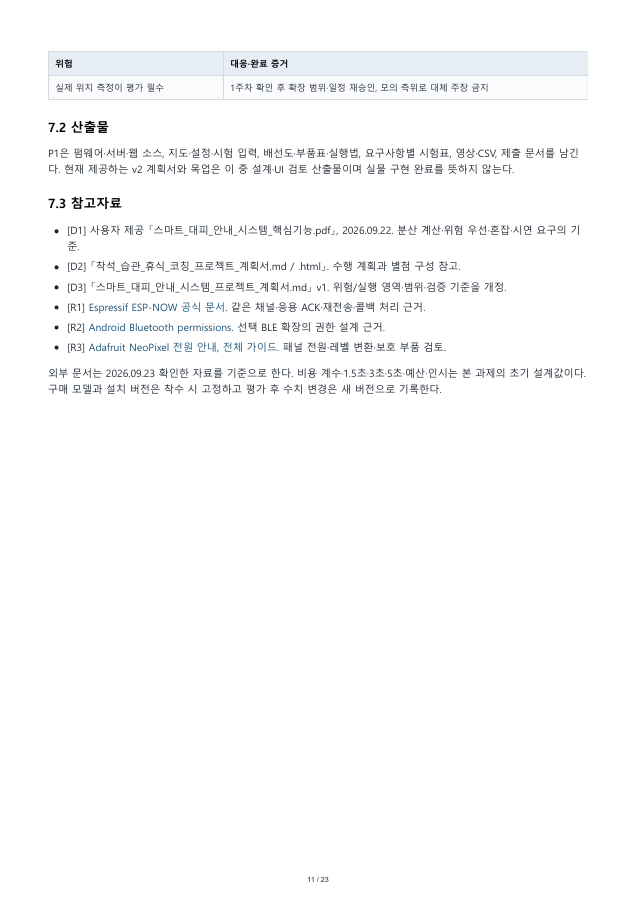 위험 대응·완료 증거
실제 위치 측정이 평가 필수 1주차 확인 후 확장 범위·일정 재승인, 모의 측위로 대체 주장 금지
7.2 산출물
P1은 펌웨어·서버·웹 소스, 지도·설정·시험 입력, 배선도·부품표·실행법, 요구사항별 시험표, 영상·CSV, 제출 문서를 남긴
다. 현재 제공하는 v2 계획서와 목업은 이 중 설계·UI 검토 산출물이며 실물 구현 완료를 뜻하지 않는다.
7.3 참고자료
• [D1] 사용자 제공 「스마트_대피_안내_시스템_핵심기능.pdf」, 2026.09.22. 분산 계산·위험 우선·혼잡·시연 요구의 기
준.
• [D2]「착석_습관_휴식_코칭_프로젝트_계획서.md / .html」. 수행 계획과 별첨 구성 참고.
• [D3]「스마트_대피_안내_시스템_프로젝트_계획서.md」 v1. 위험/실행 영역·범위·검증 기준을 개정.
• [R1] Espressif ESP-NOW 공식 문서. 같은 채널·응용 ACK·재전송·콜백 처리 근거.
• [R2] Android Bluetooth permissions. 선택 BLE 확장의 권한 설계 근거.
• [R3] Adafruit NeoPixel 전원 안내, 전체 가이드. 패널 전원·레벨 변환·보호 부품 검토.
외부 문서는 2026.09.23 확인한 자료를 기준으로 한다. 비용 계수·1.5초·3초·5초·예산·인시는 본 과제의 초기 설계값이다.
구매 모델과 설치 버전은 착수 시 고정하고 평가 후 수치 변경은 새 버전으로 기록한다.
11 / 23